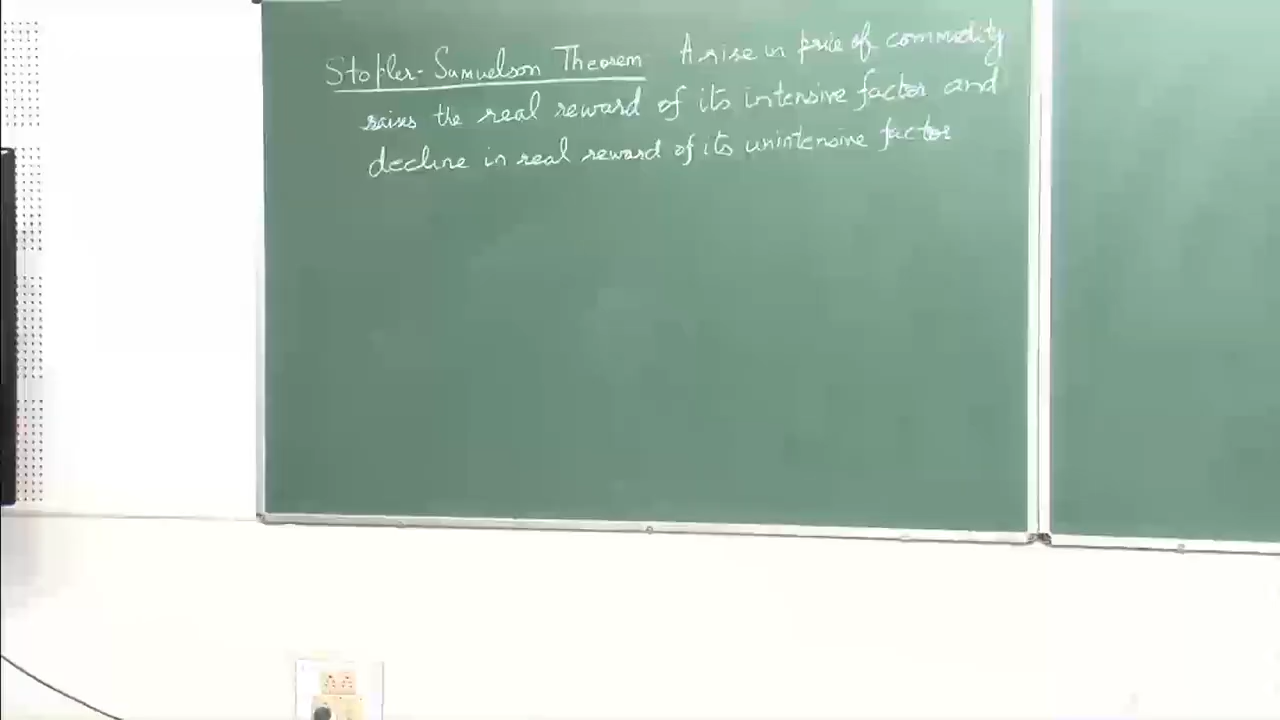 Stopler-Samuelson Theorem A rise in price of commodity
raises the real reward of its intensive factor and
decline in real reward of its unintensive factor